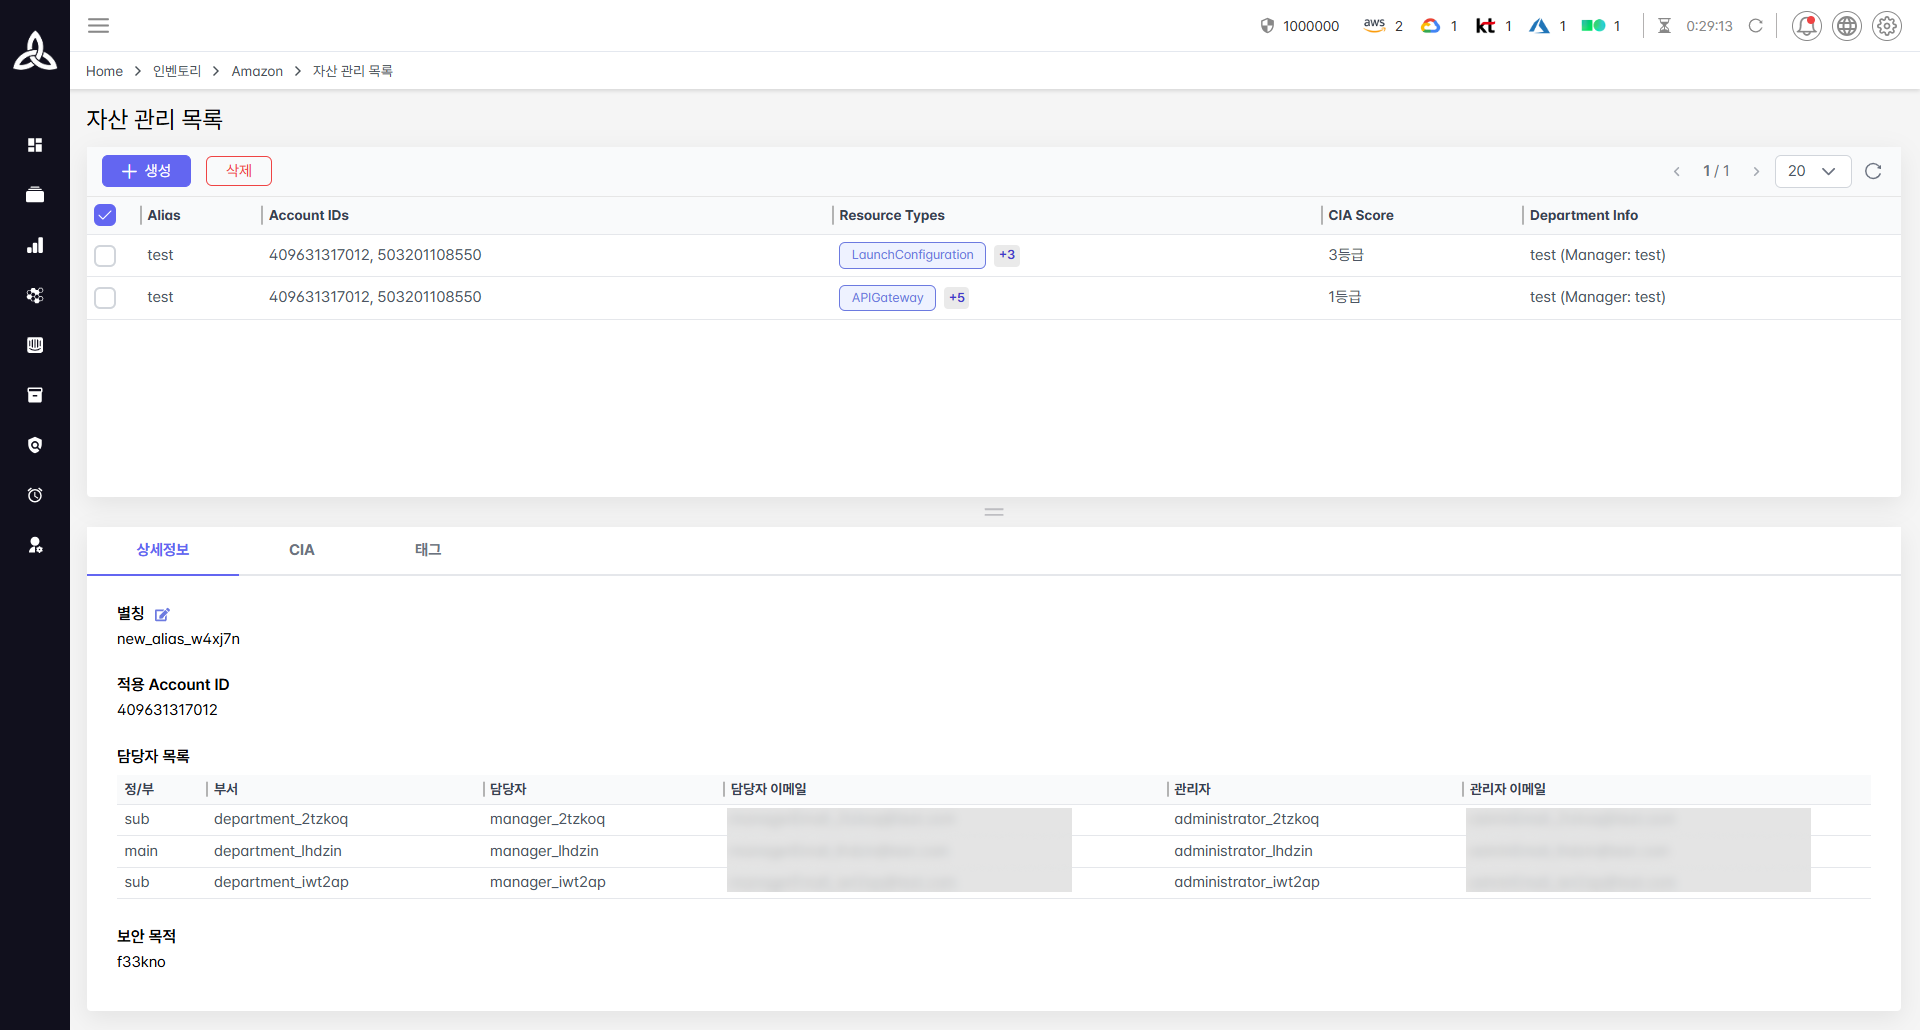 1000000 aws 2 1 kt 1 1 1 0:29:13
Home > 인벤토리 > Amazon > 자산 관리 목록
자산 관리 목록
+ 생성 삭제 < 1 / 1 > 20
Alias Account IDs Resource Types CIA Score Department Info
test 409631317012, 503201108550 LaunchConfiguration +3 3등급 test (Manager: test)
test 409631317012, 503201108550 APIGateway +5 1등급 test (Manager: test)
상세정보 CIA 태그
별칭
new_alias_w4xj7n
적용 Account ID
409631317012
담당자 목록
정/부 부서 담당자 담당자 이메일 관리자 관리자 이메일
sub department_2tzkoq manager_2tzkoq administrator_2tzkoq
main department_lhdzin manager_lhdzin administrator_lhdzin
sub department_iwt2ap manager_iwt2ap administrator_iwt2ap
보안 목적
f33kno